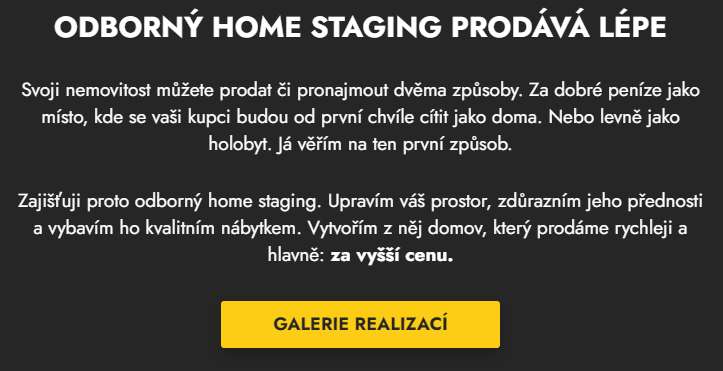 ODBORNÝ HOME STAGING PRODÁVÁ LÉPE
Svoji nemovitost můžete prodat či pronajmout dvěma způsoby. Za dobré peníze jako
místo, kde se vaši kupci budou od první chvíle cítit jako doma. Nebo levně jako
holobyt. Já věřím na ten první způsob.
Zajišťuji proto odborný home staging. Upravím váš prostor, zdůrazním jeho přednosti
a vybavím ho kvalitním nábytkem. Vytvořím z něj domov, který prodáme rychleji a
hlavně: za vyšší cenu.
GALERIE REALIZACÍ